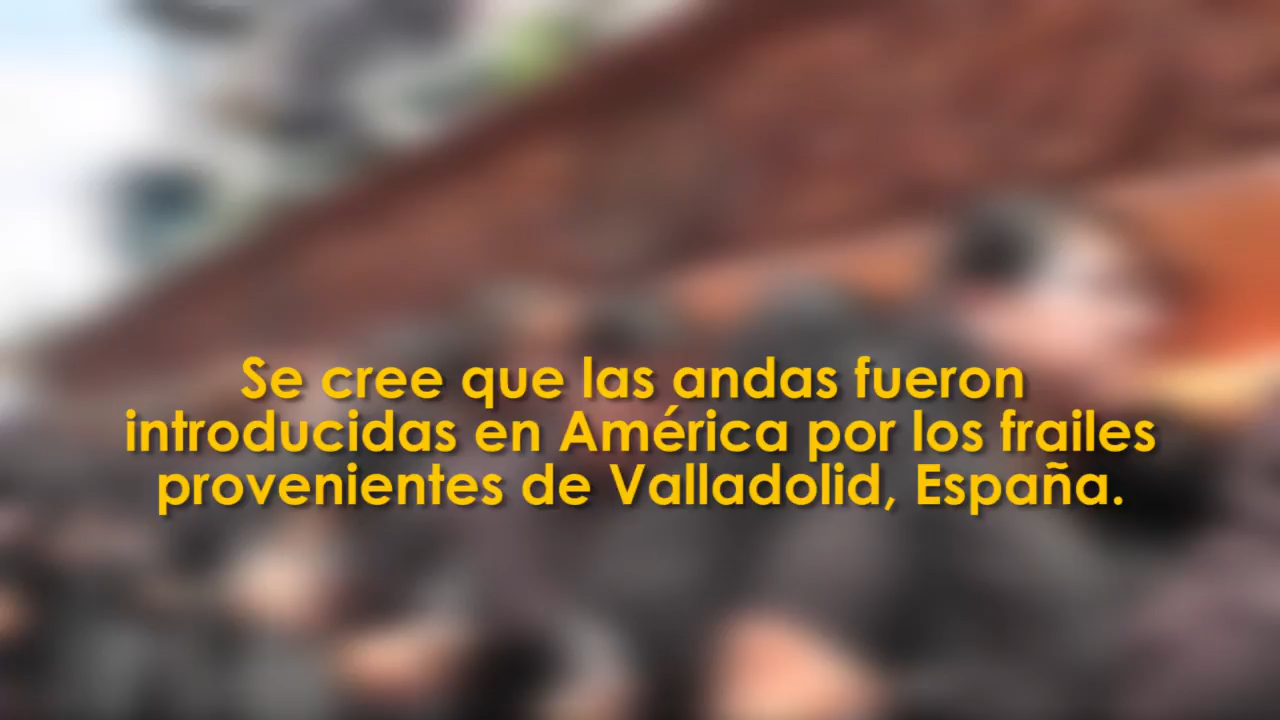 Se cree que las andas fueron
introducidas en América por los frailes
provenientes de Valladolid, España.